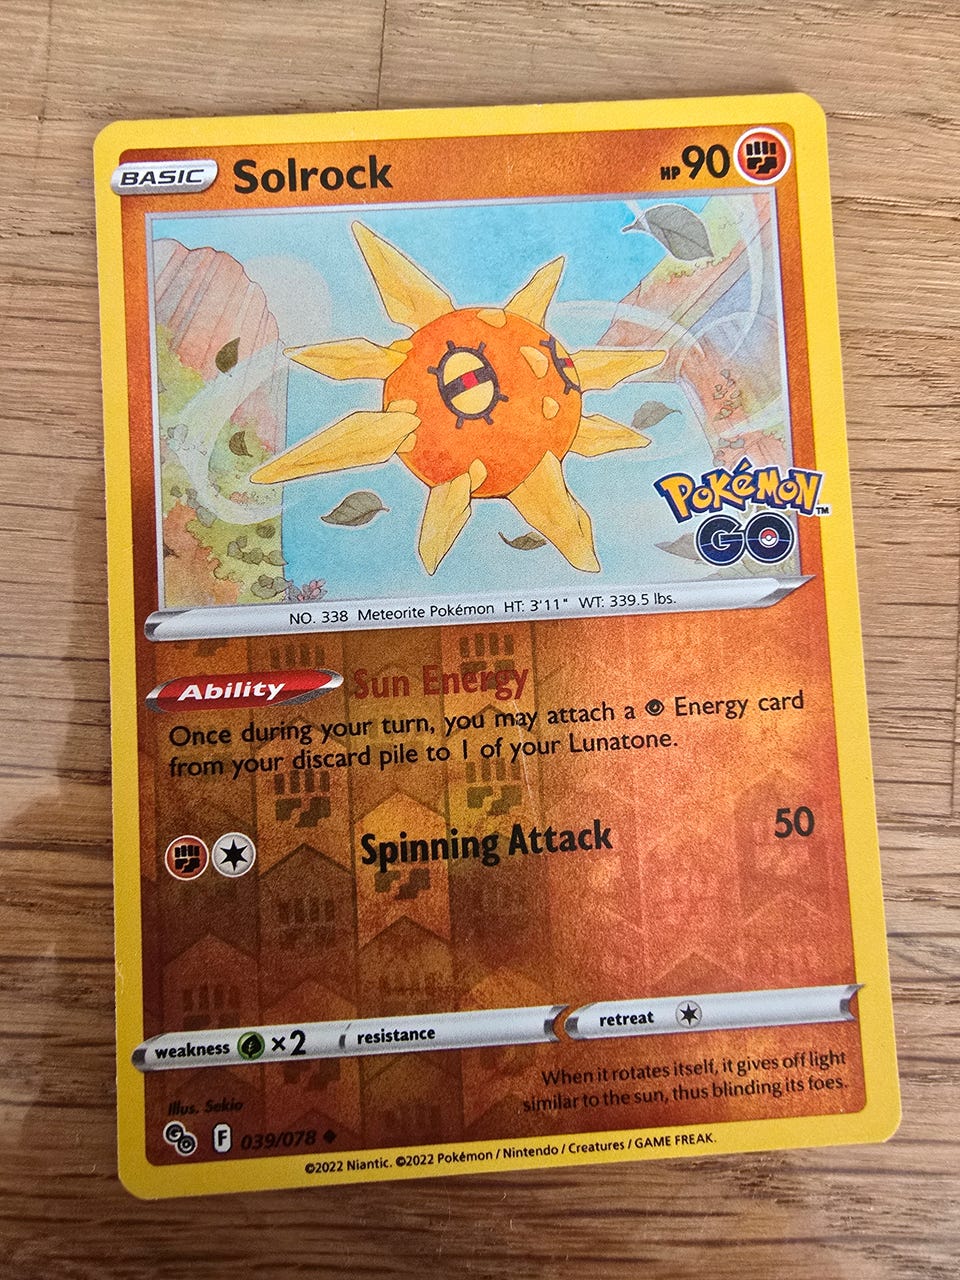 BASIC Solrock HP 90
POKéMON™
GO
NO. 338 Meteorite Pokémon HT: 3'11" WT: 339.5 lbs.
Ability Sun Energy
Once during your turn, you may attach a Energy card
from your discard pile to 1 of your Lunatone.
Spinning Attack 50
weakness ×2 resistance retreat
When it rotates itself, it gives off light
similar to the sun, thus blinding its foes.
Illus. Sekio
GO F 039/078
©2022 Niantic. ©2022 Pokémon / Nintendo / Creatures / GAME FREAK.